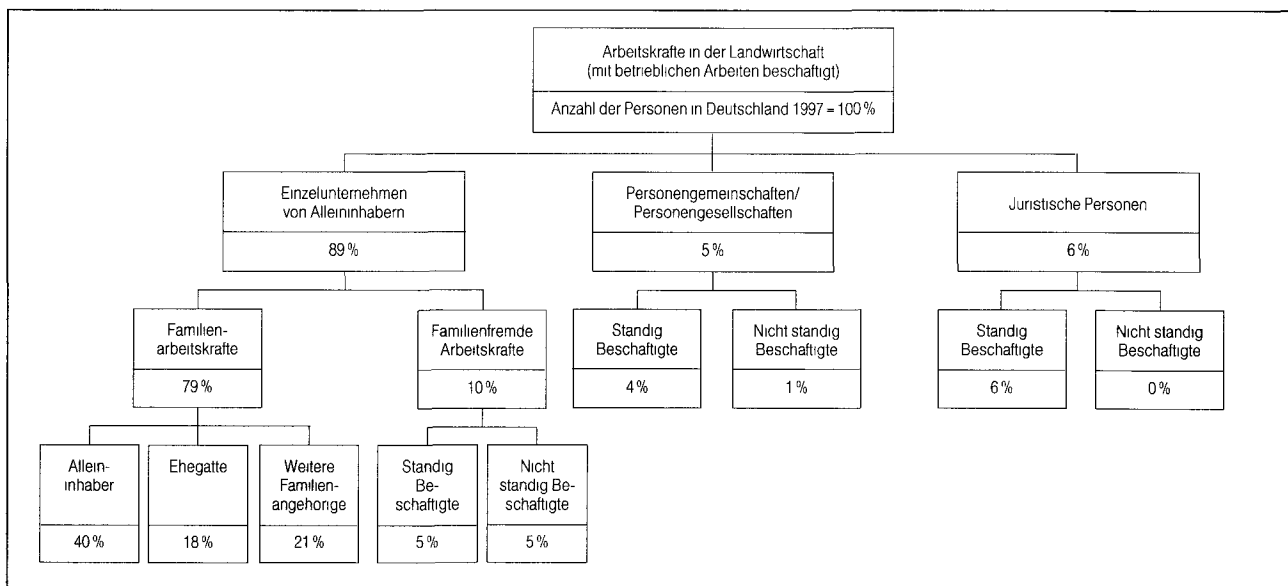 Arbeitskrafte in der Landwirtschaft
(mit betrieblichen Arbeiten beschaftigt)
Anzahl der Personen in Deutschland 1997 = 100 %
Einzelunternehmen
von Alleininhabern
89 %
Personengemeinschaften/
Personengesellschaften
5 %
Juristische Personen
6 %
Familien-
arbeitskrafte
79 %
Familienfremde
Arbeitskrafte
10 %
Standig
Beschaftigte
4 %
Nicht standig
Beschaftigte
1 %
Standig
Beschaftigte
6 %
Nicht standig
Beschaftigte
0 %
Allein-
inhaber
40 %
Ehegatte
18 %
Weitere
Familien-
angehorige
21 %
Standig
Be-
schaftigte
5 %
Nicht
standig Be-
schaftigte
5 %